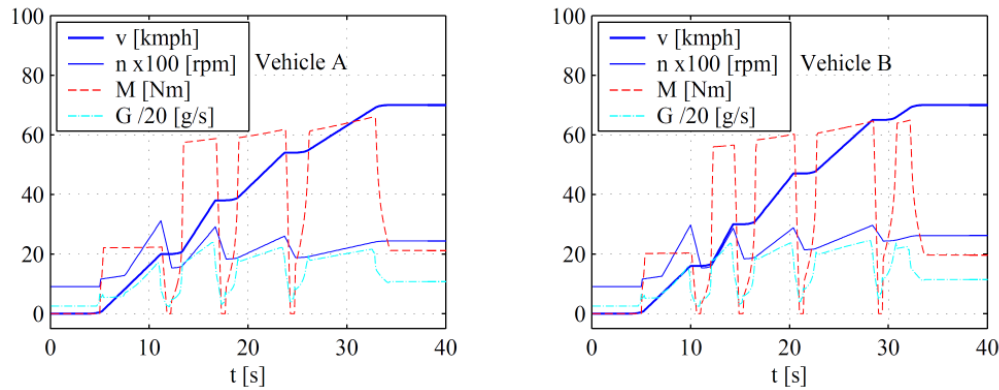 100
80
60
40
20
0
v [kmph]
n x100 [rpm]
M [Nm]
G /20 [g/s]
Vehicle A
0 10 20 30 40
t [s]
100
80
60
40
20
0
v [kmph]
n x100 [rpm]
M [Nm]
G /20 [g/s]
Vehicle B
0 10 20 30 40
t [s]